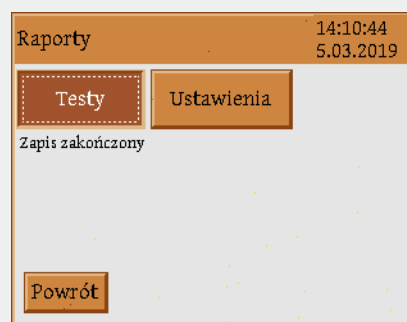 Raporty
14:10:44
5.03.2019
Testy
Ustawienia
Zapis zakończony
Powrót